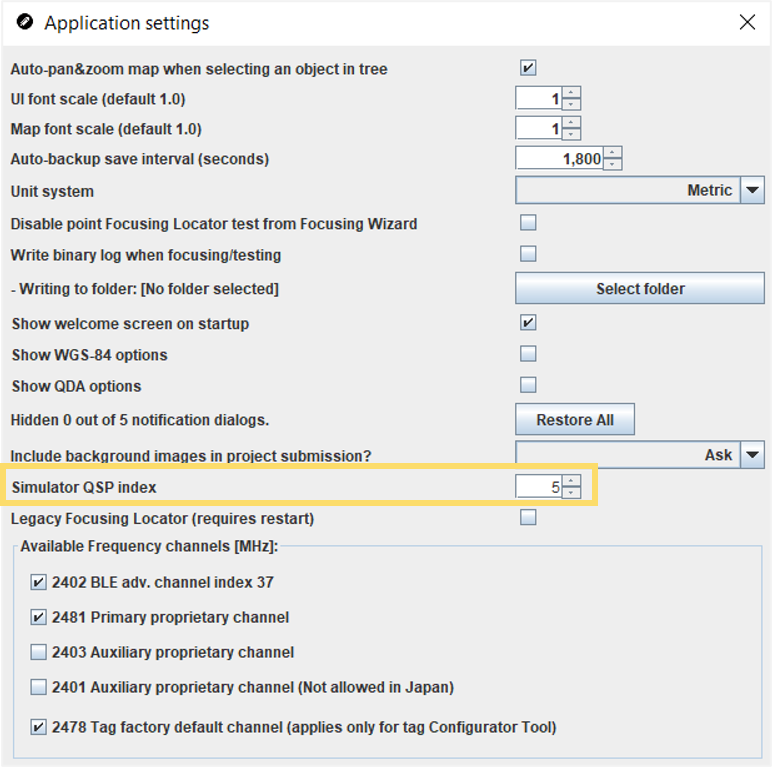 Application settings
Auto-pan&zoom map when selecting an object in tree
UI font scale (default 1.0) 1
Map font scale (default 1.0) 1
Auto-backup save interval (seconds) 1,800
Unit system Metric
Disable point Focusing Locator test from Focusing Wizard
Write binary log when focusing/testing
- Writing to folder: [No folder selected] Select folder
Show welcome screen on startup
Show WGS-84 options
Show QDA options
Hidden 0 out of 5 notification dialogs. Restore All
Include background images in project submission? Ask
Simulator QSP index 5
Legacy Focusing Locator (requires restart)
Available Frequency channels [MHz]:
2402 BLE adv. channel index 37
2481 Primary proprietary channel
2403 Auxiliary proprietary channel
2401 Auxiliary proprietary channel (Not allowed in Japan)
2478 Tag factory default channel (applies only for tag Configurator Tool)